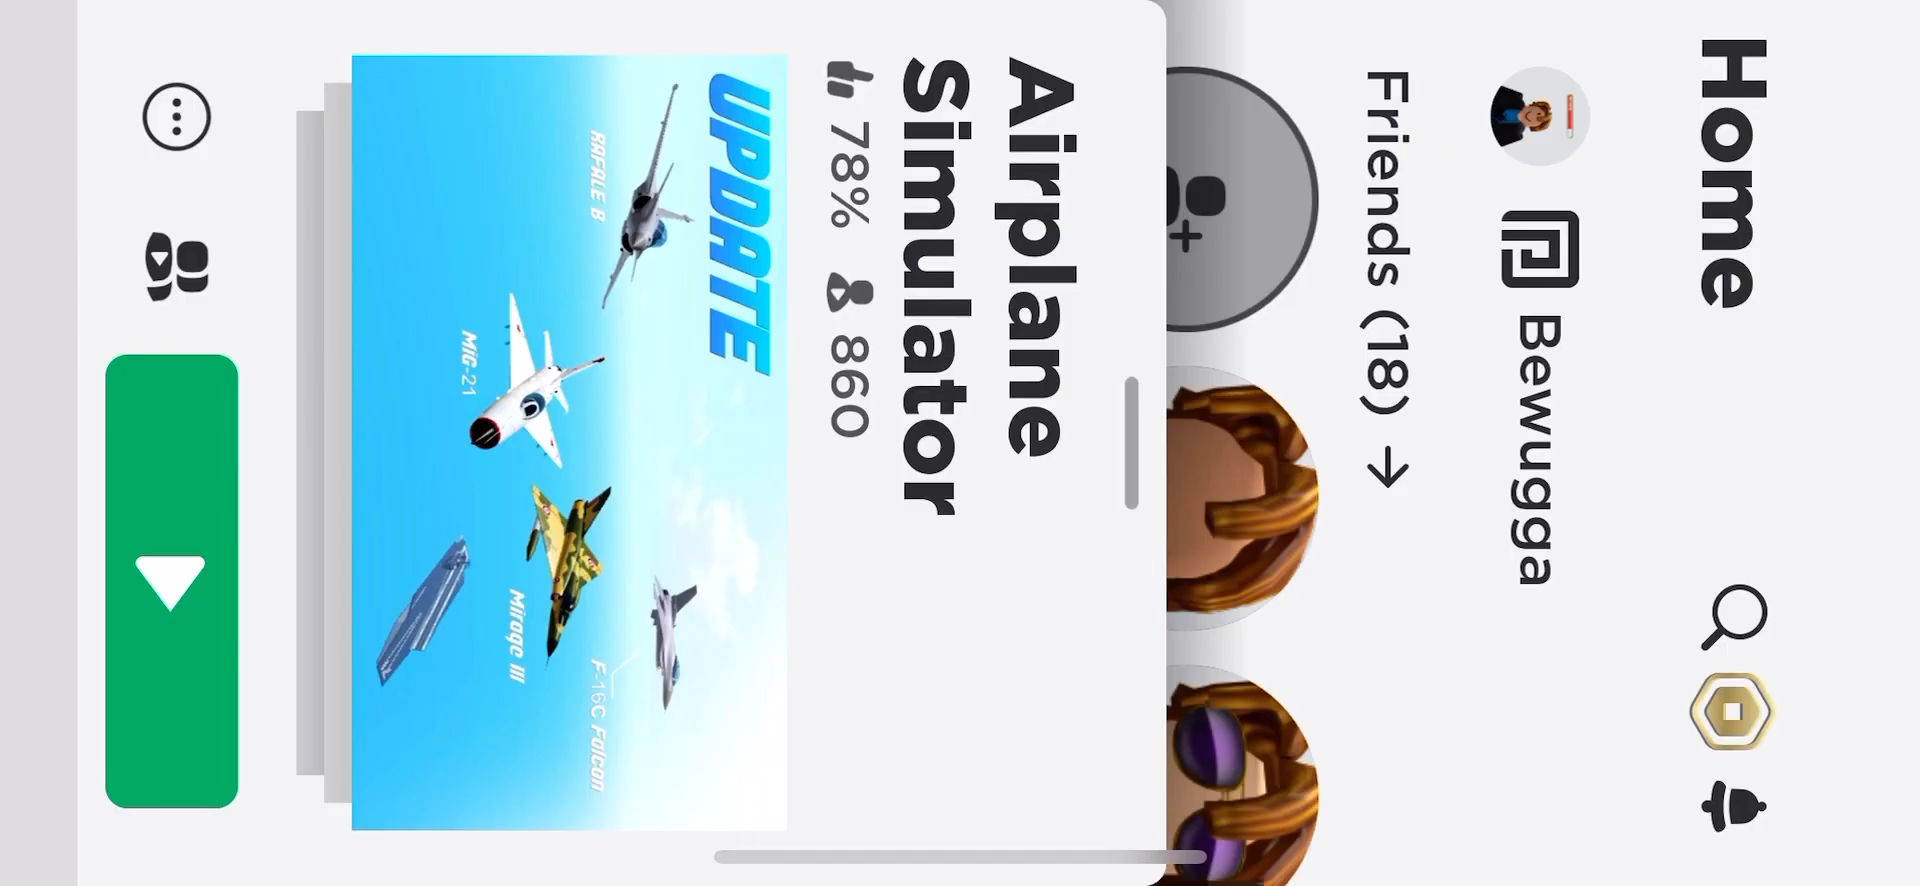 Home
Bewugga
Friends (18) →
Airplane
Simulator
78% 860
UPDATE
RAFALE B
MiG-21
Mirage III
F-16C Falcon